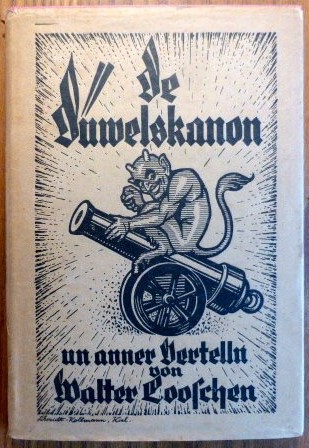 De
Düwelskanon
un anner Vertelln
von
Walter Looschen